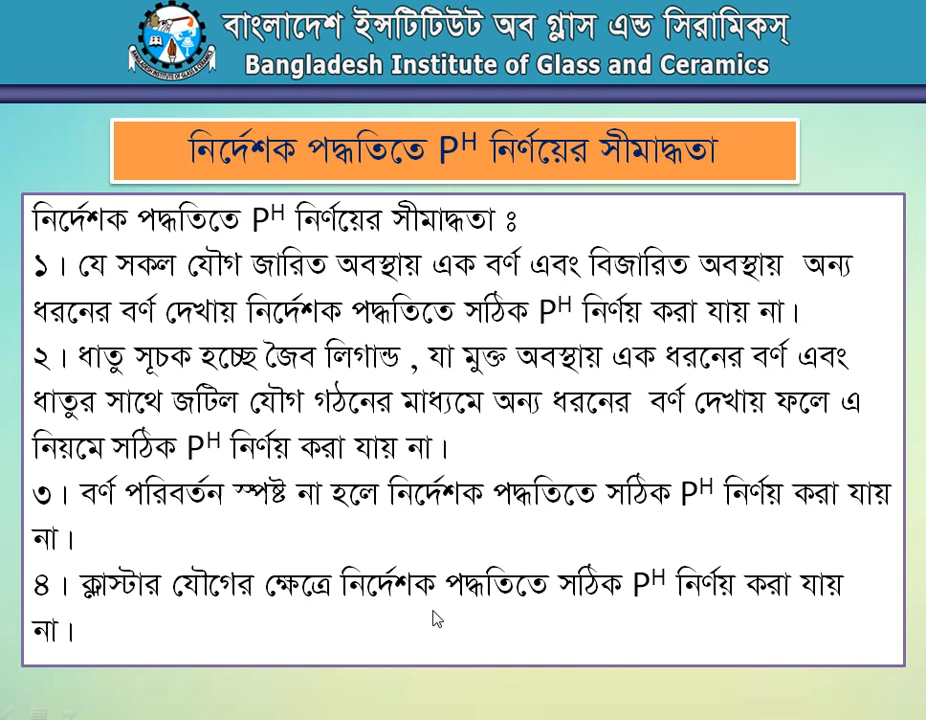 বাংলাদেশ ইন্সটিটিউট অব গ্লাস এন্ড সিরামিকস্
Bangladesh Institute of Glass and Ceramics
নির্দেশক পদ্ধতিতে Pᴴ নির্ণয়ের সীমাদ্ধতা
নির্দেশক পদ্ধতিতে Pᴴ নির্ণয়ের সীমাদ্ধতা ঃ
১। যে সকল যৌগ জারিত অবস্থায় এক বর্ণ এবং বিজারিত অবস্থায় অন্য
ধরনের বর্ণ দেখায় নির্দেশক পদ্ধতিতে সঠিক Pᴴ নির্ণয় করা যায় না।
২। ধাতু সূচক হচ্ছে জৈব লিগান্ড , যা মুক্ত অবস্থায় এক ধরনের বর্ণ এবং
ধাতুর সাথে জটিল যৌগ গঠনের মাধ্যমে অন্য ধরনের বর্ণ দেখায় ফলে এ
নিয়মে সঠিক Pᴴ নির্ণয় করা যায় না।
৩। বর্ণ পরিবর্তন স্পষ্ট না হলে নির্দেশক পদ্ধতিতে সঠিক Pᴴ নির্ণয় করা যায়
না।
৪। ক্লাস্টার যৌগের ক্ষেত্রে নির্দেশক পদ্ধতিতে সঠিক Pᴴ নির্ণয় করা যায়
না।